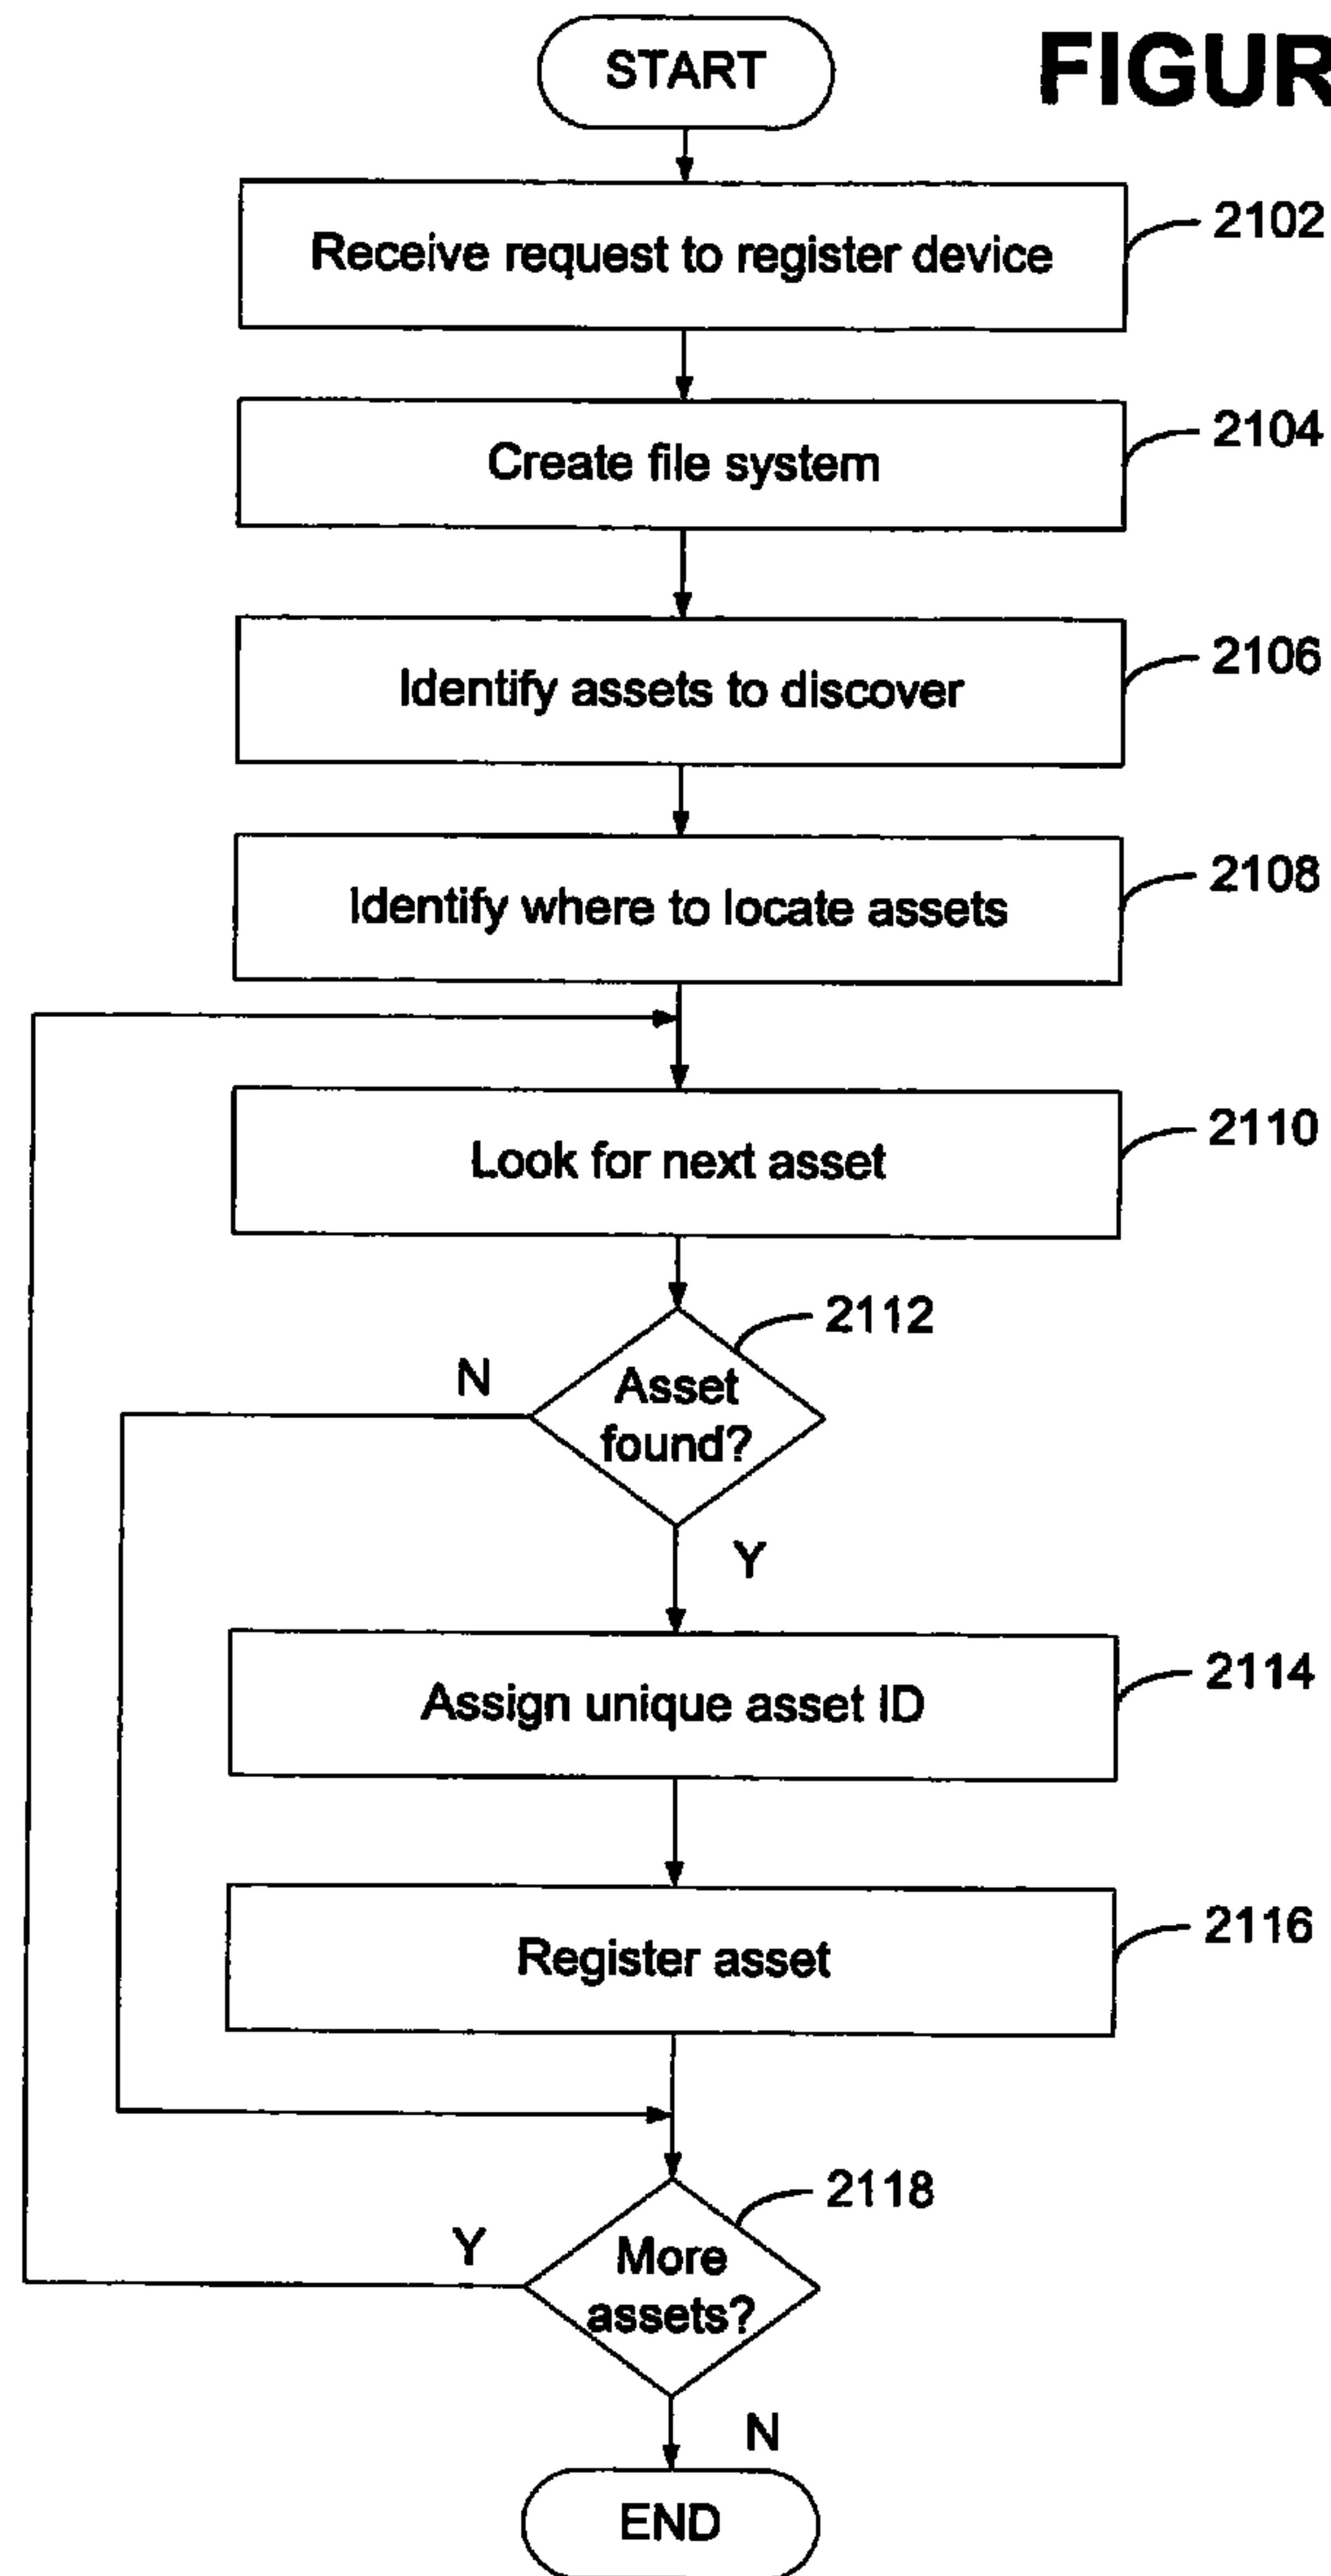 START
FIGUR
Receive request to register device
2102
Create file system
2104
Identify assets to discover
2106
Identify where to locate assets
2108
Look for next asset
2110
2112
N
Asset
found?
Y
Assign unique asset ID
2114
Register asset
2116
2118
Y
More
assets?
N
END